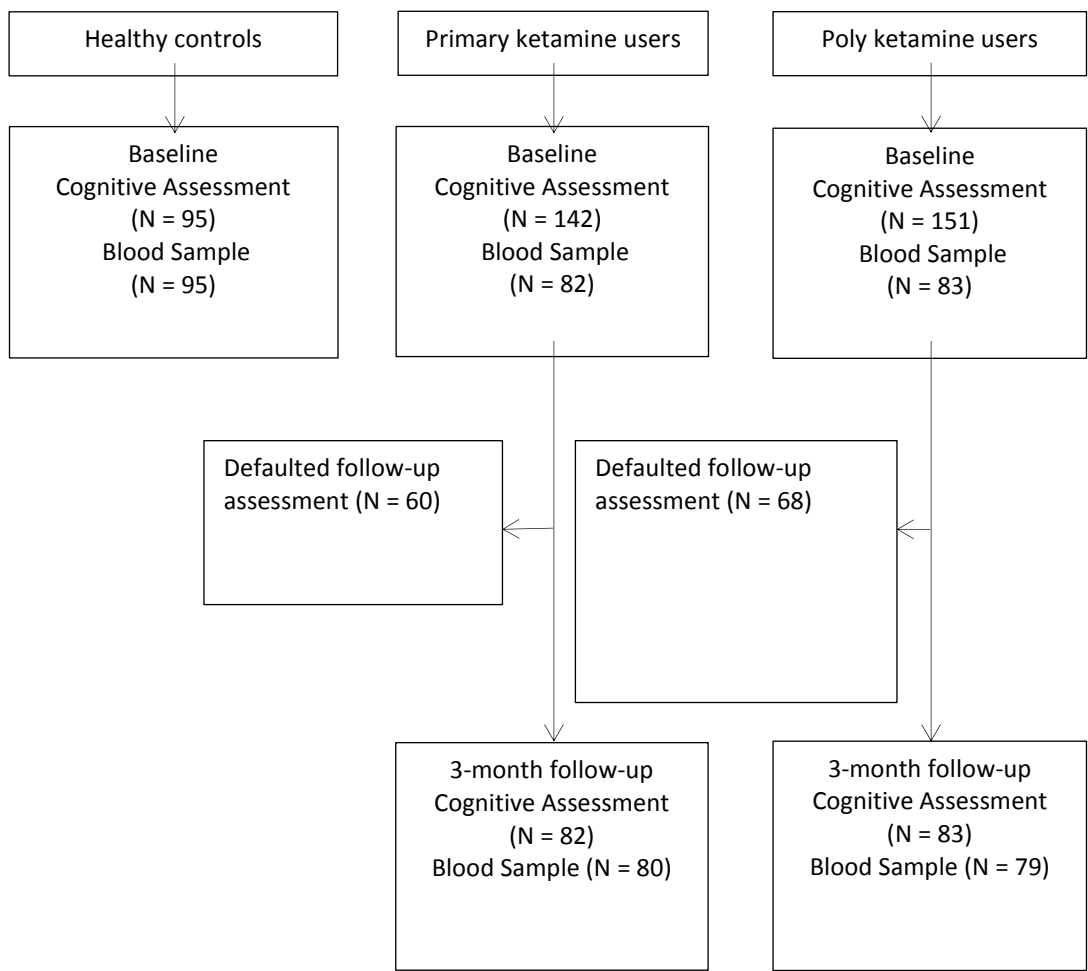 Healthy controls
Primary ketamine users
Poly ketamine users
Baseline
Cognitive Assessment
(N = 95)
Blood Sample
(N = 95)
Baseline
Cognitive Assessment
(N = 142)
Blood Sample
(N = 82)
Baseline
Cognitive Assessment
(N = 151)
Blood Sample
(N = 83)
Defaulted follow-up
assessment (N = 60)
Defaulted follow-up
assessment (N = 68)
3-month follow-up
Cognitive Assessment
(N = 82)
Blood Sample (N = 80)
3-month follow-up
Cognitive Assessment
(N = 83)
Blood Sample (N = 79)